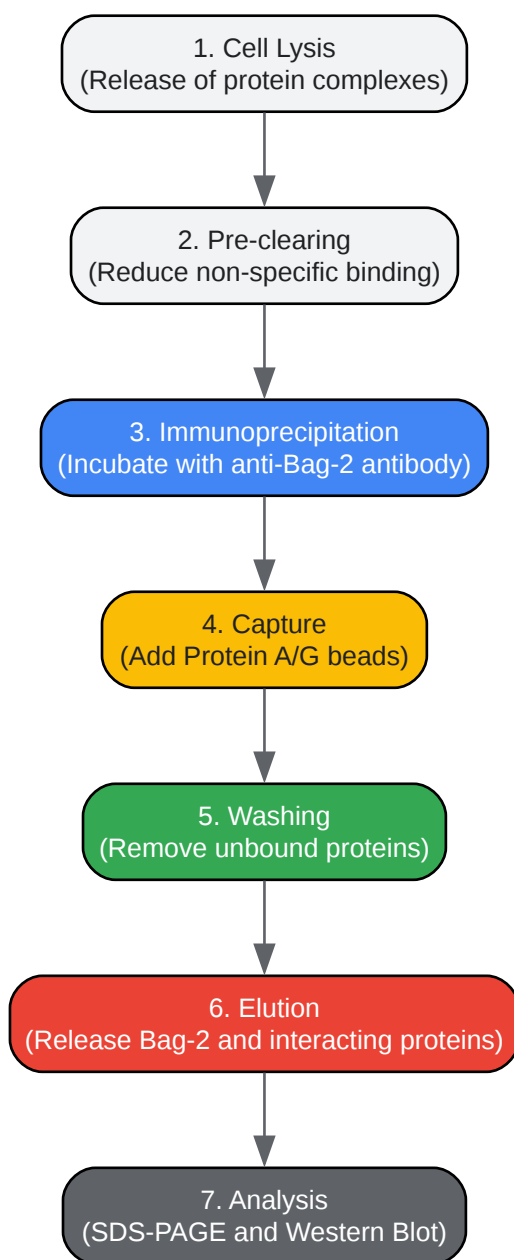 1. Cell Lysis
(Release of protein complexes)
2. Pre-clearing
(Reduce non-specific binding)
3. Immunoprecipitation
(Incubate with anti-Bag-2 antibody)
4. Capture
(Add Protein A/G beads)
5. Washing
(Remove unbound proteins)
6. Elution
(Release Bag-2 and interacting proteins)
7. Analysis
(SDS-PAGE and Western Blot)